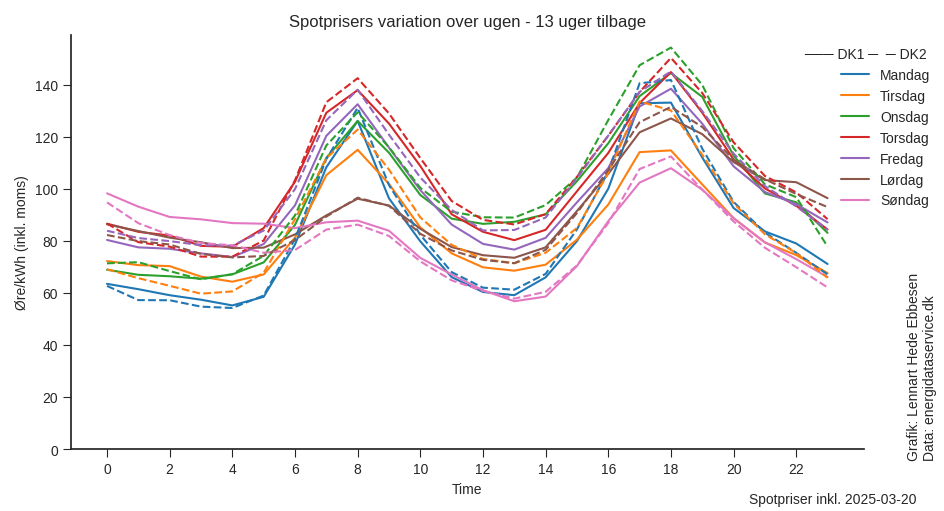 Spotprisers variation over ugen - 13 uger tilbage
DK1 DK2
Mandag
Tirsdag
Onsdag
Torsdag
Fredag
Lørdag
Søndag
Øre/kWh (inkl. moms)
140
120
100
80
60
40
20
0
0 2 4 6 8 10 12 14 16 18 20 22
Time
Grafik: Lennart Hede Ebbesen
Data: energidataservice.dk
Spotpriser inkl. 2025-03-20